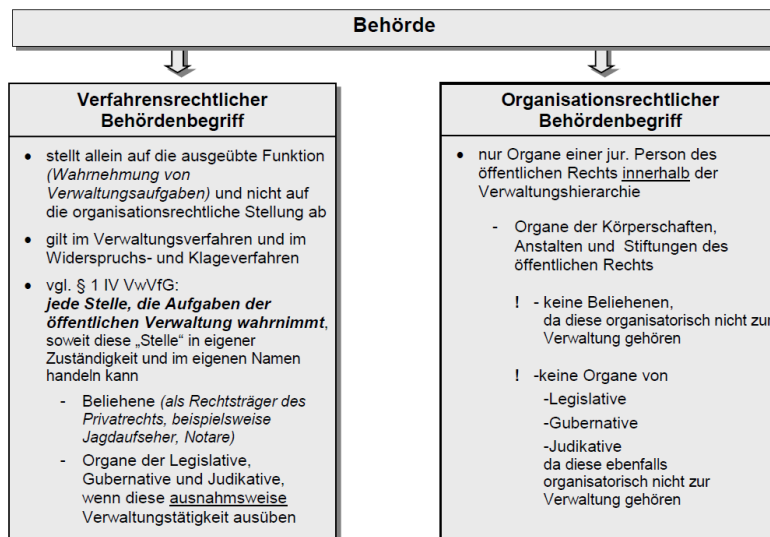 Behörde
Verfahrensrechtlicher
Behördenbegriff
• stellt allein auf die ausgeübte Funktion
(Wahrnehmung von
Verwaltungsaufgaben) und nicht auf
die organisationsrechtliche Stellung ab
• gilt im Verwaltungsverfahren und im
Widerspruchs- und Klageverfahren
• vgl. § 1 IV VwVfG:
jede Stelle, die Aufgaben der
öffentlichen Verwaltung wahrnimmt,
soweit diese „Stelle“ in eigener
Zuständigkeit und im eigenen Namen
handeln kann
- Beliehene (als Rechtsträger des
Privatrechts, beispielsweise
Jagdaufseher, Notare)
- Organe der Legislative,
Gubernative und Judikative,
wenn diese ausnahmsweise
Verwaltungstätigkeit ausüben
Organisationsrechtlicher
Behördenbegriff
• nur Organe einer jur. Person des
öffentlichen Rechts innerhalb der
Verwaltungshierarchie
- Organe der Körperschaften,
Anstalten und Stiftungen des
öffentlichen Rechts
! - keine Beliehenen,
da diese organisatorisch nicht zur
Verwaltung gehören
! -keine Organe von
-Legislative
-Gubernative
-Judikative
da diese ebenfalls
organisatorisch nicht zur
Verwaltung gehören